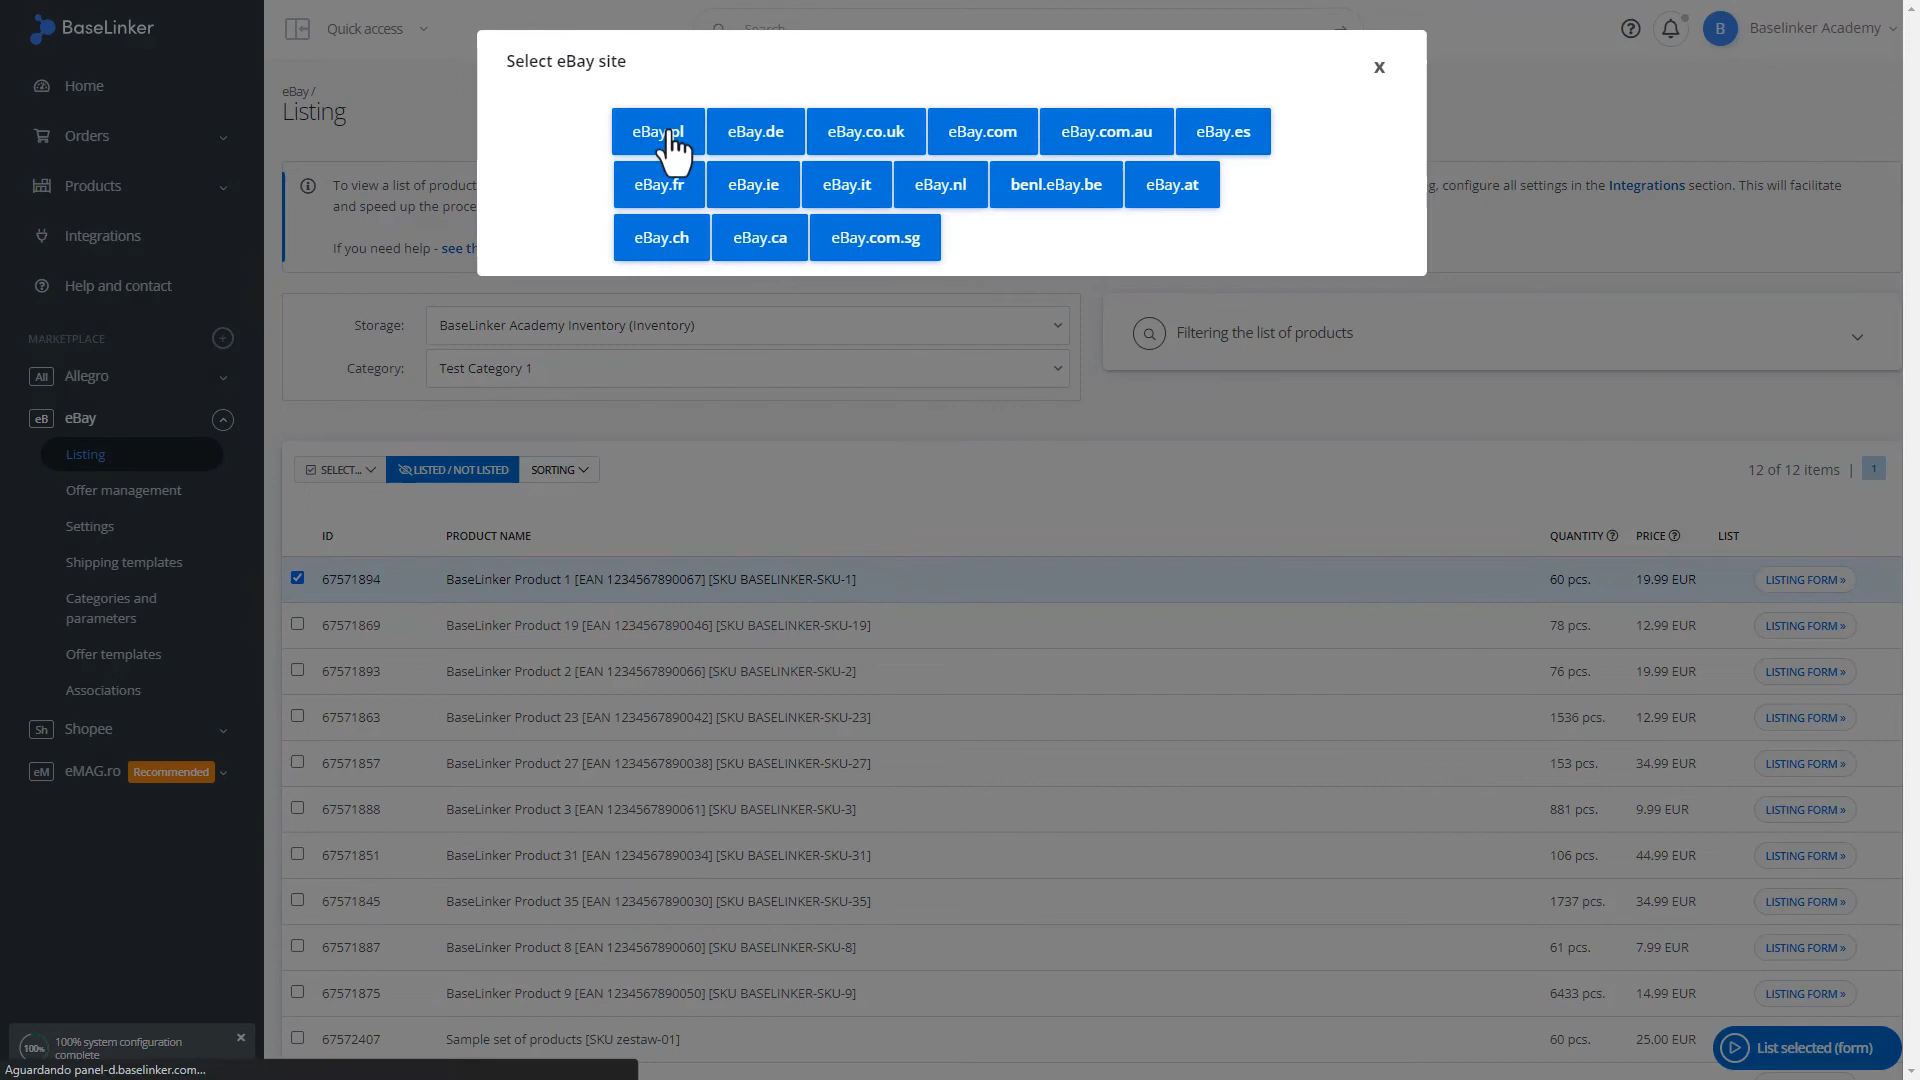 BaseLinker
Quick access
Search
B
Baselinker Academy
Select eBay site
x
eBay.pl
eBay.de
eBay.co.uk
eBay.com
eBay.com.au
eBay.es
eBay.fr
eBay.ie
eBay.it
eBay.nl
benl.eBay.be
eBay.at
eBay.ch
eBay.ca
eBay.com.sg
Home
Orders
Products
Integrations
Help and contact
MARKETPLACE
All Allegro
eB eBay
Listing
Offer management
Settings
Shipping templates
Categories and
parameters
Offer templates
Associations
Sh Shopee
eM eMAG.ro Recommended
100% 100% system configuration
complete
Aguardando panel-d.baselinker.com...
eBay /
Listing
To view a list of product
g, configure all settings in the Integrations section. This will facilitate
and speed up the proce
If you need help - see th
Storage: BaseLinker Academy Inventory (Inventory)
Category: Test Category 1
Filtering the list of products
SELECT... LISTED / NOT LISTED SORTING
12 of 12 items | 1
ID PRODUCT NAME QUANTITY PRICE LIST
67571894 BaseLinker Product 1 [EAN 1234567890067] [SKU BASELINKER-SKU-1] 60 pcs. 19.99 EUR LISTING FORM »
67571869 BaseLinker Product 19 [EAN 1234567890046] [SKU BASELINKER-SKU-19] 78 pcs. 12.99 EUR LISTING FORM »
67571893 BaseLinker Product 2 [EAN 1234567890066] [SKU BASELINKER-SKU-2] 76 pcs. 19.99 EUR LISTING FORM »
67571863 BaseLinker Product 23 [EAN 1234567890042] [SKU BASELINKER-SKU-23] 1536 pcs. 12.99 EUR LISTING FORM »
67571857 BaseLinker Product 27 [EAN 1234567890038] [SKU BASELINKER-SKU-27] 153 pcs. 34.99 EUR LISTING FORM »
67571888 BaseLinker Product 3 [EAN 1234567890061] [SKU BASELINKER-SKU-3] 881 pcs. 9.99 EUR LISTING FORM »
67571851 BaseLinker Product 31 [EAN 1234567890034] [SKU BASELINKER-SKU-31] 106 pcs. 44.99 EUR LISTING FORM »
67571845 BaseLinker Product 35 [EAN 1234567890030] [SKU BASELINKER-SKU-35] 1737 pcs. 34.99 EUR LISTING FORM »
67571887 BaseLinker Product 8 [EAN 1234567890060] [SKU BASELINKER-SKU-8] 61 pcs. 7.99 EUR LISTING FORM »
67571875 BaseLinker Product 9 [EAN 1234567890050] [SKU BASELINKER-SKU-9] 6433 pcs. 14.99 EUR LISTING FORM »
67572407 Sample set of products [SKU zestaw-01] 60 pcs. 25.00 EUR
List selected (form)